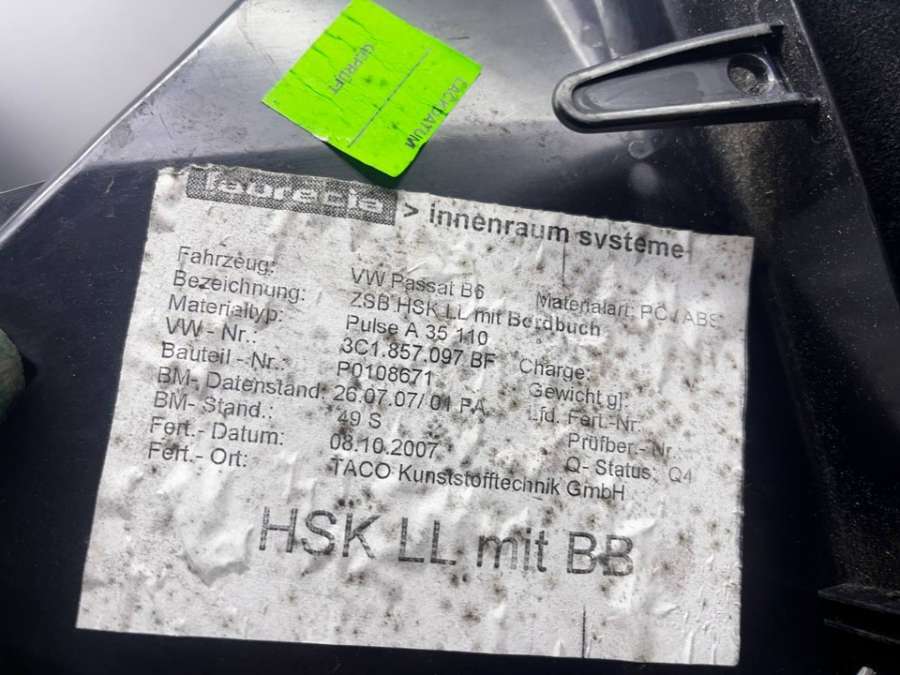 GEPRÜFT
LACKDATUM
faurecia > innenraum systeme
Fahrzeug: VW Passat B6 Materialart: PC / ABS
Bezeichnung: ZSB HSK LL mit Bordbuch
Materialtyp: Pulse A 35 110
VW - Nr.: 3C1.857.097 BF Charge:
Bauteil - Nr.: P0108671 Gewicht g]:
BM- Datenstand 26.07.07/ 01 PA Lfd. Fert.-Nr.
BM- Stand.: 49 S Prüfber.- Nr.
Fert.- Datum: 08.10.2007 Q- Status. Q4
Fert.- Ort: TACO Kunststofftechnik GmbH
HSK LL mit BB